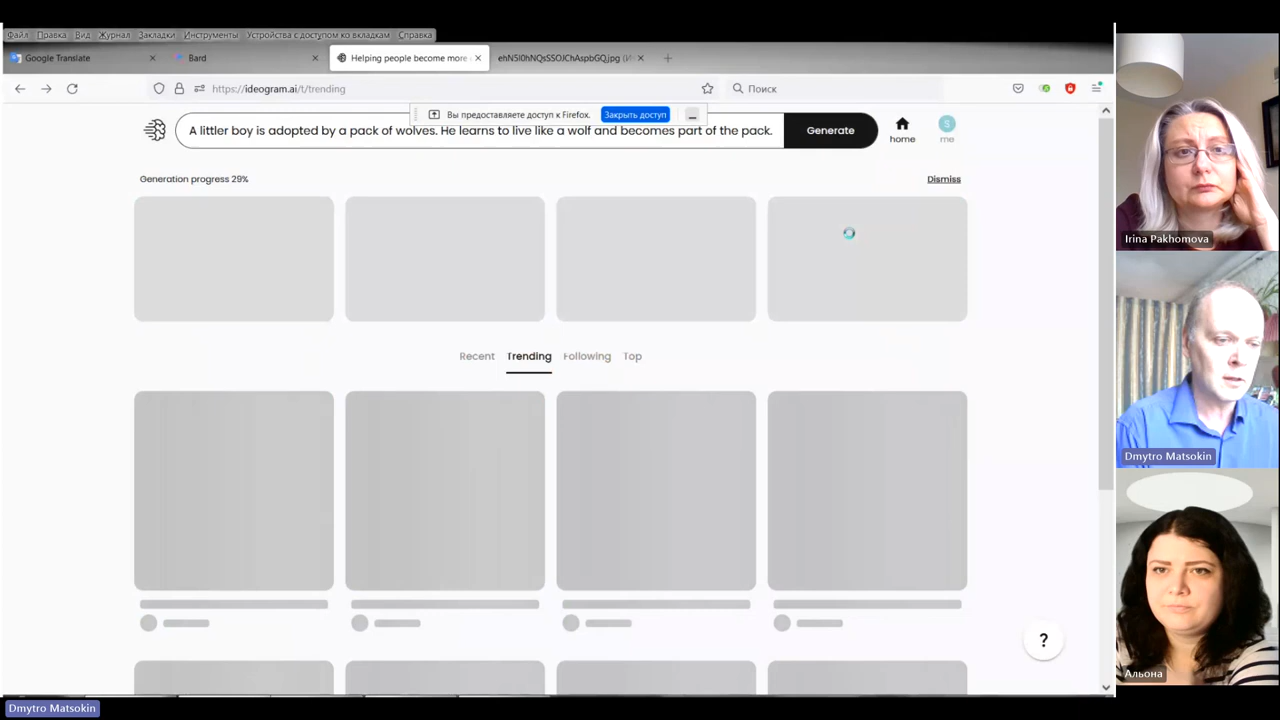 Файл Правка Вид Журнал Закладки Инструменты Устройства с доступом ко вкладкам Справка
Google Translate Bard Helping people become more ehN5l0hNQsSSOJChAspbGQ.jpg (И
https://ideogram.ai/t/trending Поиск
Вы предоставляете доступ к Firefox. Закрыть доступ
A littler boy is adopted by a pack of wolves. He learns to live like a wolf and becomes part of the pack. Generate home S me
Generation progress 29% Dismiss
Recent Trending Following Top
?
Irina Pakhomova
Dmytro Matsokin
Альона
Dmytro Matsokin